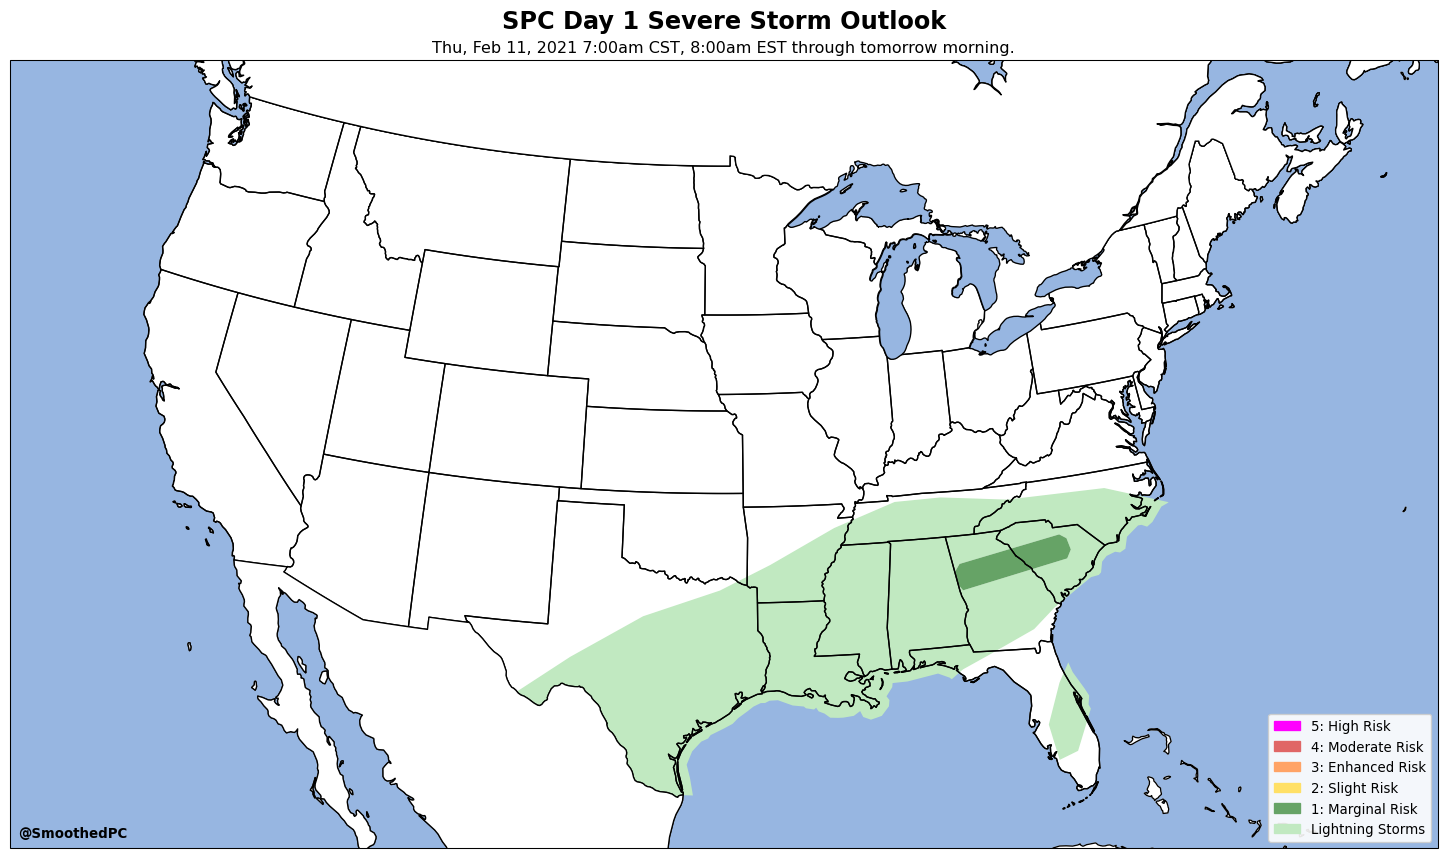 SPC Day 1 Severe Storm Outlook
Thu, Feb 11, 2021 7:00am CST, 8:00am EST through tomorrow morning.
5: High Risk
4: Moderate Risk
3: Enhanced Risk
2: Slight Risk
1: Marginal Risk
Lightning Storms
@SmoothedPC